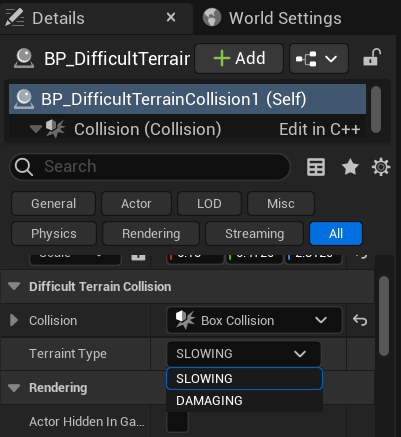 Details
World Settings
BP_DifficultTerrair
Add
BP_DifficultTerrainCollision1 (Self)
Collision (Collision)
Edit in C++
Search
General
Actor
LOD
Misc
Physics
Rendering
Streaming
All
Difficult Terrain Collision
Collision
Box Collision
Terraint Type
SLOWING
SLOWING
DAMAGING
Rendering
Actor Hidden In Ga...